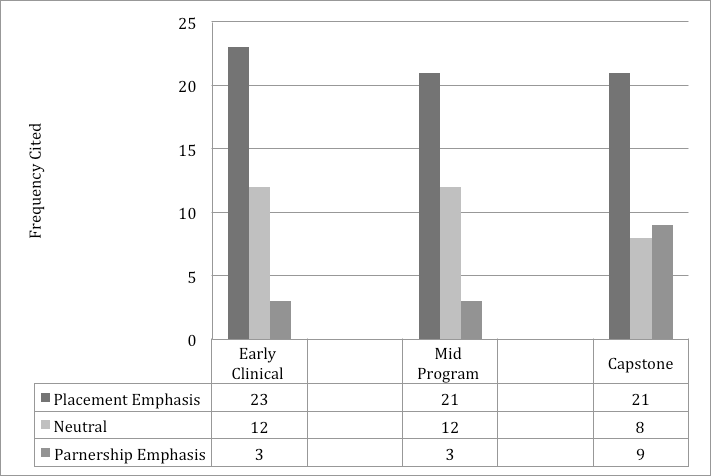 25
20
15
10
5
0
Frequency Cited
Early Clinical
Mid Program
Capstone
Placement Emphasis 23 21 21
Neutral 12 12 8
Parnership Emphasis 3 3 9